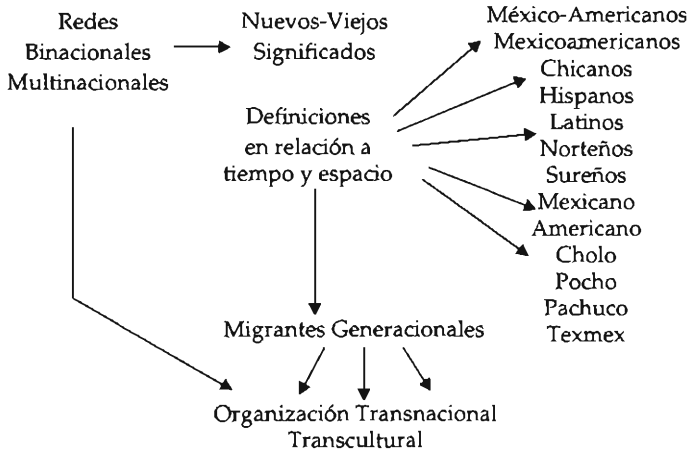 Redes
Binacionales
Multinacionales
Nuevos-Viejos
Significados
Definiciones
en relación a
tiempo y espacio
México-Americanos
Mexicoamericanos
Chicanos
Hispanos
Latinos
Norteños
Sureños
Mexicano
Americano
Cholo
Pocho
Pachuco
Texmex
Migrantes Generacionales
Organización Transnacional
Transcultural